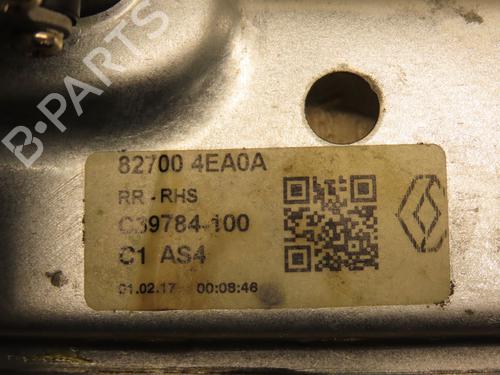 B-PARTS
82700 4EA0A
RR - RHS
C39784-100
C1 AS4
01.02.17 00:08:46